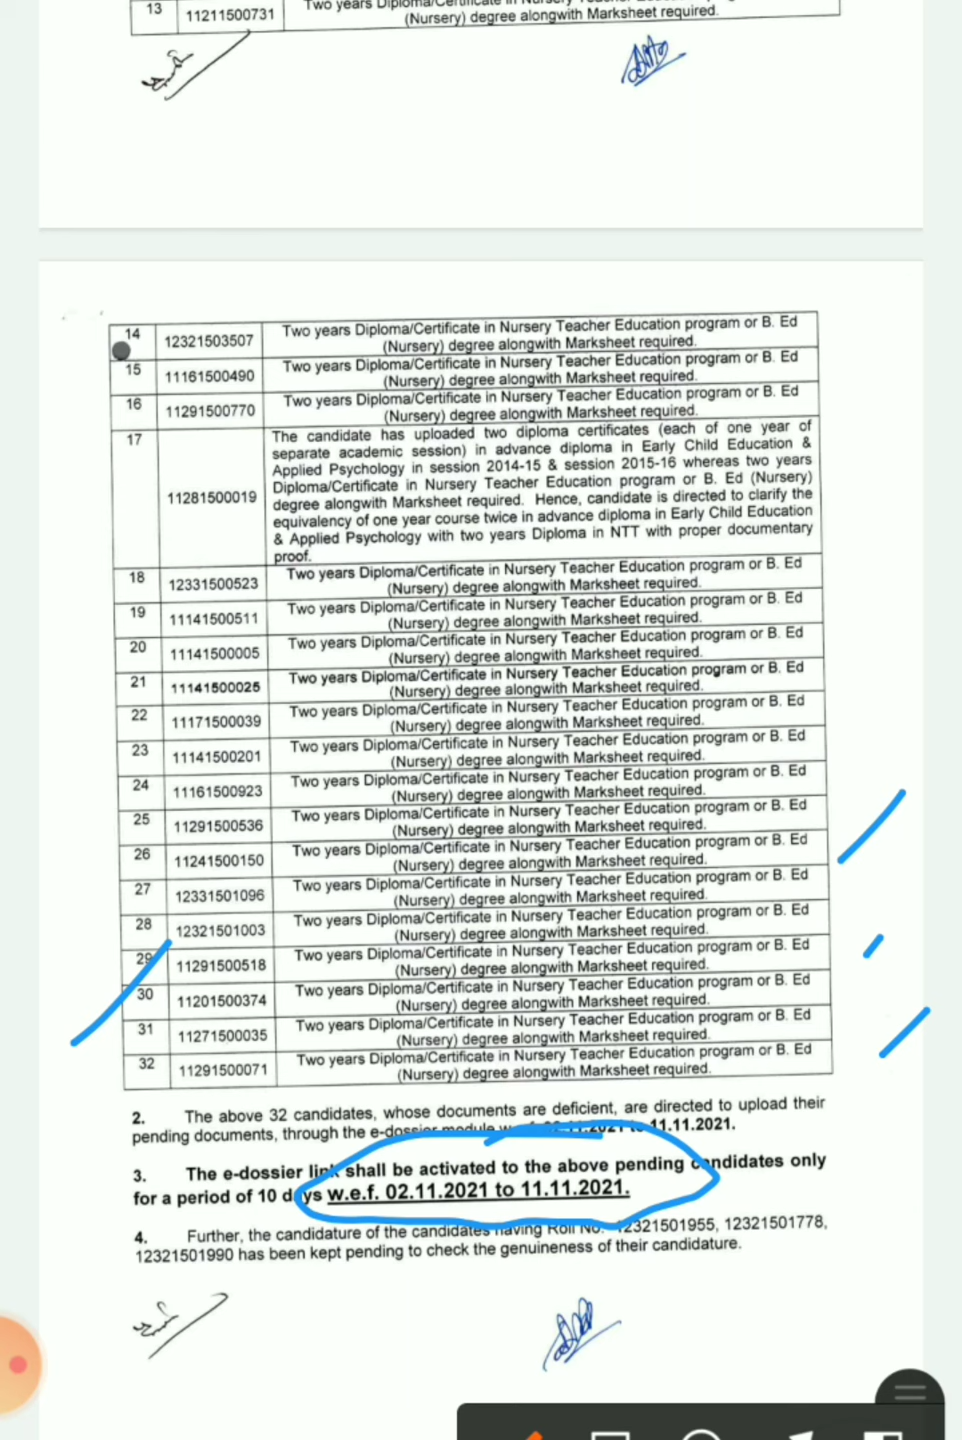 13 11211500731 Two years Diploma/Certificate in Nursery Teacher
(Nursery) degree alongwith Marksheet required.
14 12321503507 Two years Diploma/Certificate in Nursery Teacher Education program or B. Ed
(Nursery) degree alongwith Marksheet required.
15 11161500490 Two years Diploma/Certificate in Nursery Teacher Education program or B. Ed
(Nursery) degree alongwith Marksheet required.
16 11291500770 Two years Diploma/Certificate in Nursery Teacher Education program or B. Ed
(Nursery) degree alongwith Marksheet required.
17 The candidate has uploaded two diploma certificates (each of one year of
separate academic session) in advance diploma in Early Child Education &
Applied Psychology in session 2014-15 & session 2015-16 whereas two years
Diploma/Certificate in Nursery Teacher Education program or B. Ed (Nursery)
11281500019 degree alongwith Marksheet required. Hence, candidate is directed to clarify the
equivalency of one year course twice in advance diploma in Early Child Education
& Applied Psychology with two years Diploma in NTT with proper documentary
proof.
18 12331500523 Two years Diploma/Certificate in Nursery Teacher Education program or B. Ed
(Nursery) degree alongwith Marksheet required.
19 11141500511 Two years Diploma/Certificate in Nursery Teacher Education program or B. Ed
(Nursery) degree alongwith Marksheet required.
20 11141500005 Two years Diploma/Certificate in Nursery Teacher Education program or B. Ed
(Nursery) degree alongwith Marksheet required.
21 11141500025 Two years Diploma/Certificate in Nursery Teacher Education program or B. Ed
(Nursery) degree alongwith Marksheet required.
22 11171500039 Two years Diploma/Certificate in Nursery Teacher Education program or B. Ed
(Nursery) degree alongwith Marksheet required.
23 11141500201 Two years Diploma/Certificate in Nursery Teacher Education program or B. Ed
(Nursery) degree alongwith Marksheet required.
24 11161500923 Two years Diploma/Certificate in Nursery Teacher Education program or B. Ed
(Nursery) degree alongwith Marksheet required.
25 11291500536 Two years Diploma/Certificate in Nursery Teacher Education program or B. Ed
(Nursery) degree alongwith Marksheet required.
26 11241500150 Two years Diploma/Certificate in Nursery Teacher Education program or B. Ed
(Nursery) degree alongwith Marksheet required.
27 12331501096 Two years Diploma/Certificate in Nursery Teacher Education program or B. Ed
(Nursery) degree alongwith Marksheet required.
28 12321501003 Two years Diploma/Certificate in Nursery Teacher Education program or B. Ed
(Nursery) degree alongwith Marksheet required.
29 11291500518 Two years Diploma/Certificate in Nursery Teacher Education program or B. Ed
(Nursery) degree alongwith Marksheet required.
30 11201500374 Two years Diploma/Certificate in Nursery Teacher Education program or B. Ed
(Nursery) degree alongwith Marksheet required.
31 11271500035 Two years Diploma/Certificate in Nursery Teacher Education program or B. Ed
(Nursery) degree alongwith Marksheet required.
32 11291500071 Two years Diploma/Certificate in Nursery Teacher Education program or B. Ed
(Nursery) degree alongwith Marksheet required.
2. The above 32 candidates, whose documents are deficient, are directed to upload their
pending documents, through the e-dossier module 11.11.2021.
3. The e-dossier link shall be activated to the above pending candidates only
for a period of 10 days w.e.f. 02.11.2021 to 11.11.2021.
4. Further, the candidature of the candidates having Roll No. 12321501955, 12321501778,
12321501990 has been kept pending to check the genuineness of their candidature.